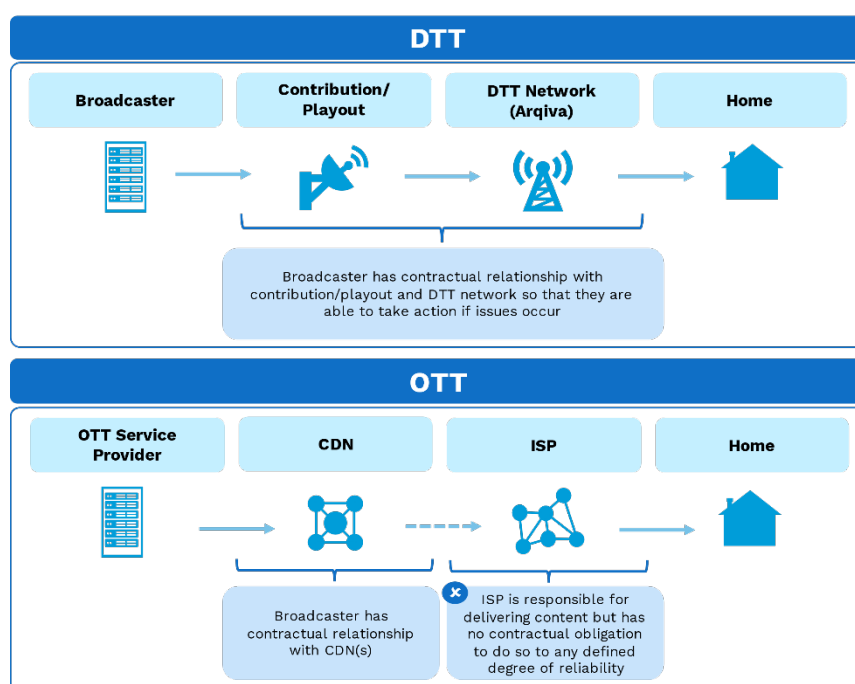 DTT
Broadcaster
Contribution/
Playout
DTT Network
(Arqiva)
Home
Broadcaster has contractual relationship with
contribution/playout and DTT network so that they are
able to take action if issues occur
OTT
OTT Service
Provider
CDN
ISP
Home
Broadcaster has
contractual relationship
with CDN(s)
ISP is responsible for
delivering content but has
no contractual obligation
to do so to any defined
degree of reliability